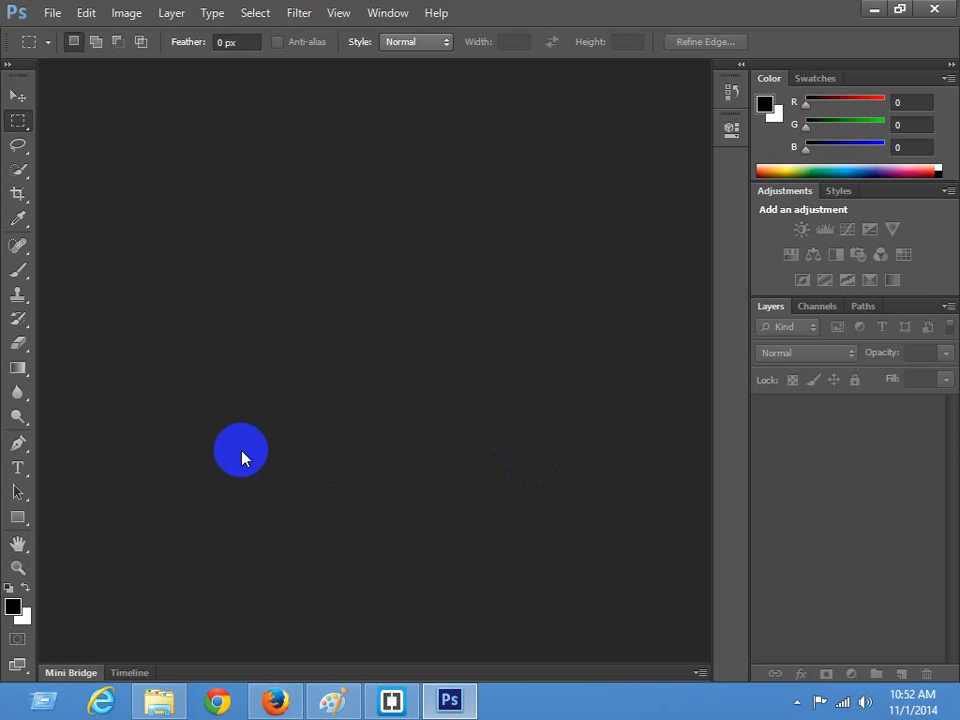 Ps File Edit Image Layer Type Select Filter View Window Help
Feather: 0 px Anti-alias Style: Normal Width: Height: Refine Edge...
Color Swatches
R 0
G 0
B 0
Adjustments Styles
Add an adjustment
Layers Channels Paths
Kind
Normal Opacity:
Lock: Fill:
Mini Bridge Timeline
Ps 10:52 AM
11/1/2014